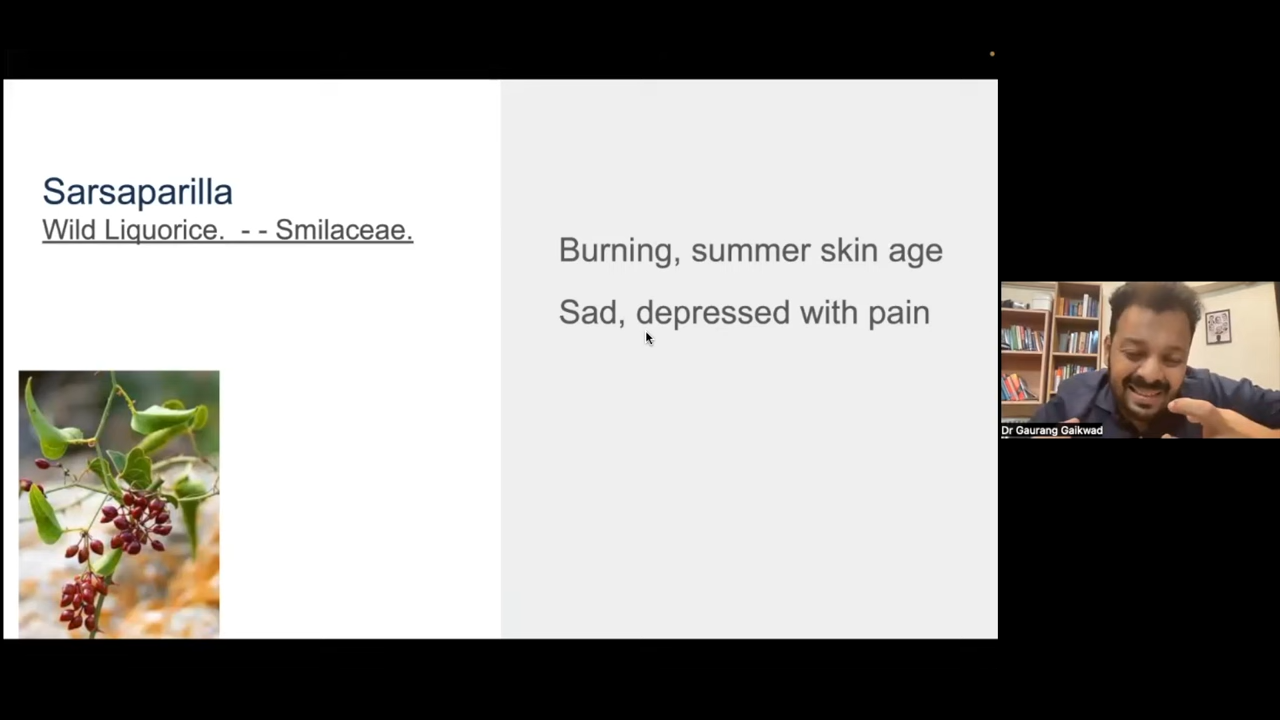 Sarsaparilla
Wild Liquorice.  - - Smilaceae.
Burning, summer skin age
Sad, depressed with pain
Dr Gaurang Gaikwad